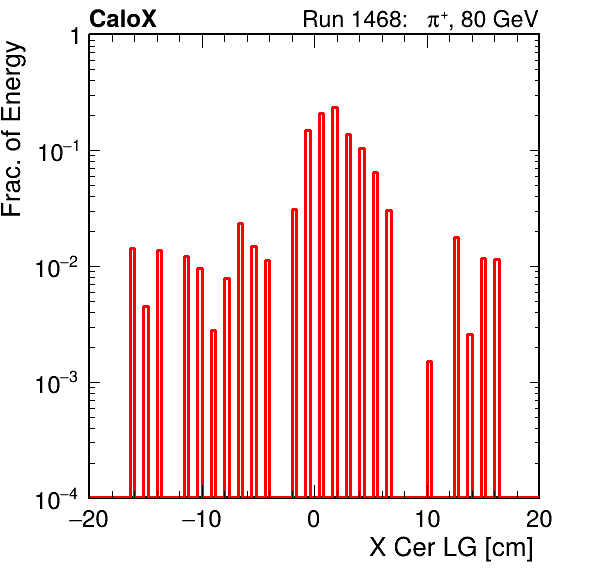 CaloX Run 1468: π⁺, 80 GeV
Frac. of Energy
1
10⁻¹
10⁻²
10⁻³
10⁻⁴
−20 −10 0 10 20
X Cer LG [cm]